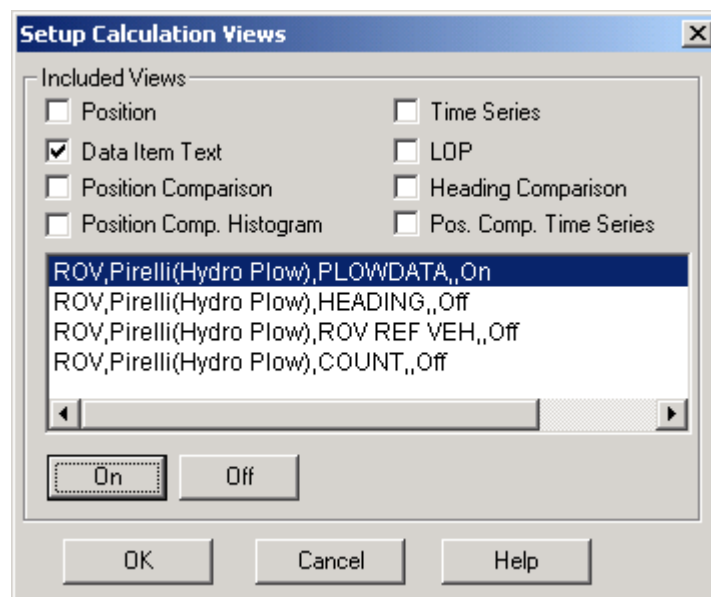 Setup Calculation Views
Included Views
Position
Time Series
Data Item Text
LOP
Position Comparison
Heading Comparison
Position Comp. Histogram
Pos. Comp. Time Series
ROV,Pirelli(Hydro Plow),PLOWDATA,,On
ROV,Pirelli(Hydro Plow),HEADING,,Off
ROV,Pirelli(Hydro Plow),ROV REF VEH,,Off
ROV,Pirelli(Hydro Plow),COUNT,,Off
On
Off
OK
Cancel
Help